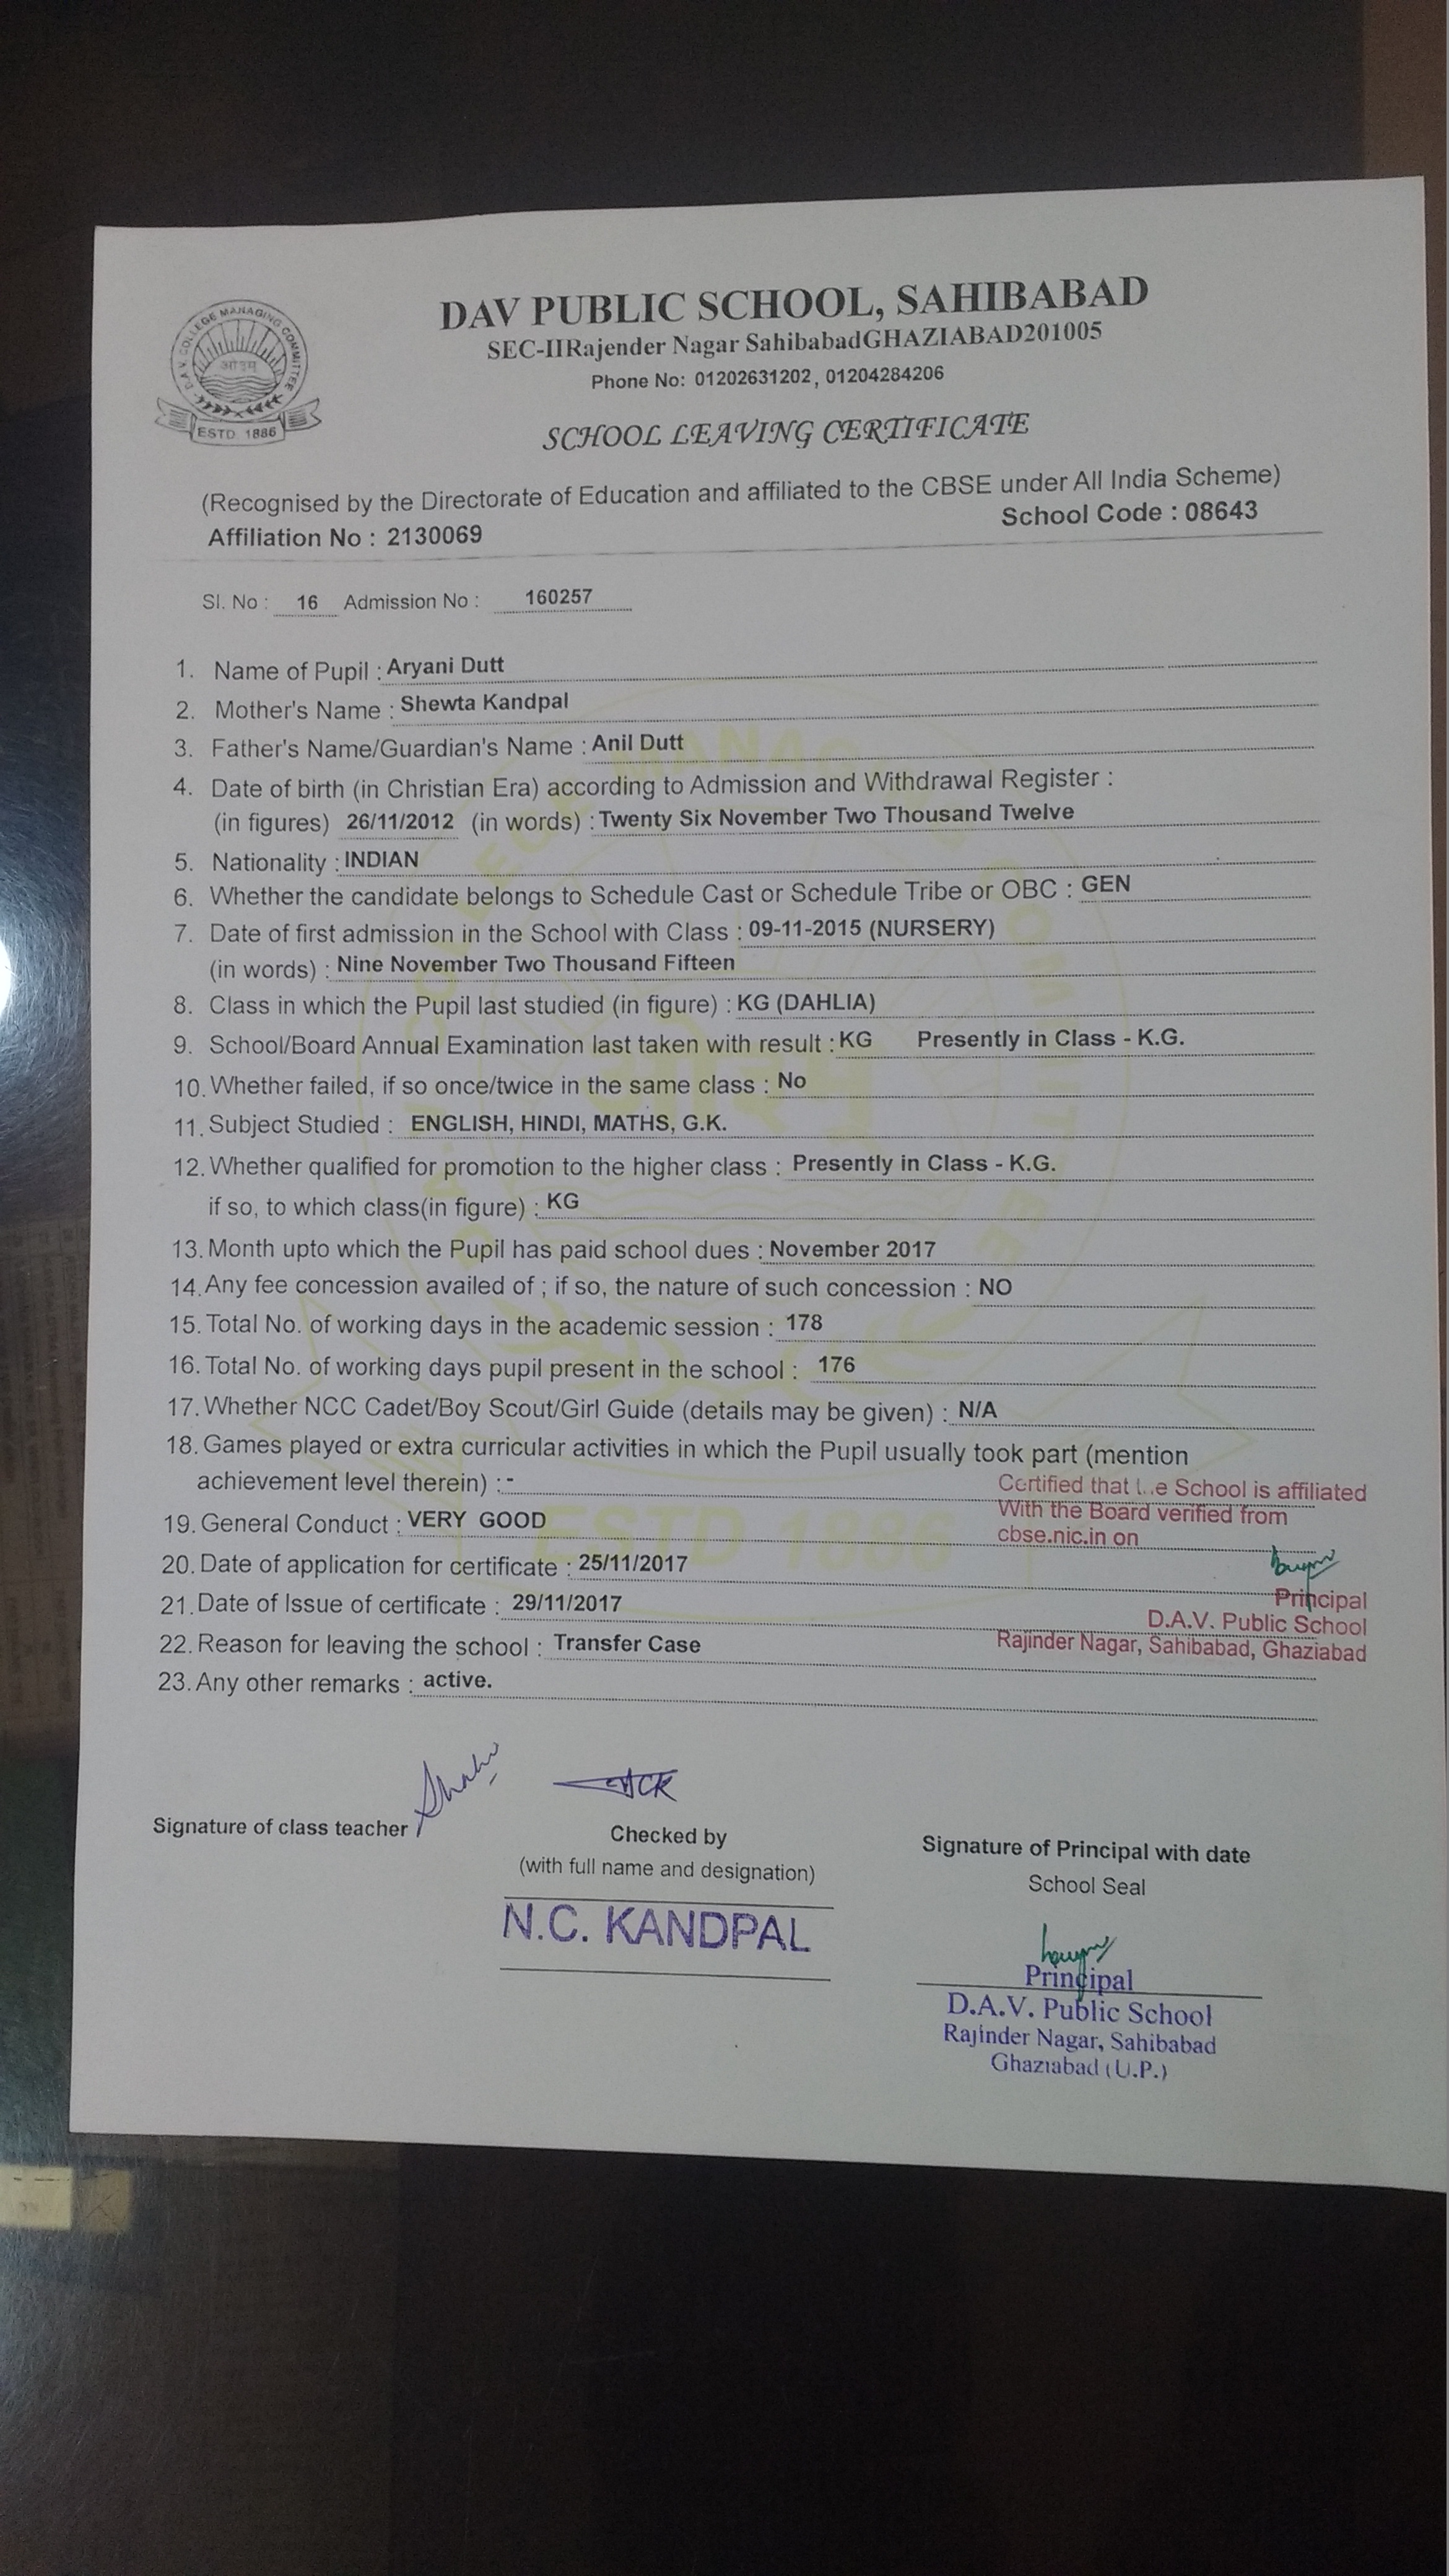 D.A.V. COLLEGE MANAGING COMMITTEE
ओ३म्
ESTD 1886
DAV PUBLIC SCHOOL, SAHIBABAD
SEC-IIRajender Nagar SahibabadGHAZIABAD201005
Phone No: 01202631202, 01204284206
SCHOOL LEAVING CERTIFICATE
(Recognised by the Directorate of Education and affiliated to the CBSE under All India Scheme)
Affiliation No : 2130069 School Code : 08643
Sl. No : 16 Admission No : 160257
1. Name of Pupil : Aryani Dutt
2. Mother's Name : Shewta Kandpal
3. Father's Name/Guardian's Name : Anil Dutt
4. Date of birth (in Christian Era) according to Admission and Withdrawal Register :
(in figures) 26/11/2012 (in words) : Twenty Six November Two Thousand Twelve
5. Nationality : INDIAN
6. Whether the candidate belongs to Schedule Cast or Schedule Tribe or OBC : GEN
7. Date of first admission in the School with Class : 09-11-2015 (NURSERY)
(in words) : Nine November Two Thousand Fifteen
8. Class in which the Pupil last studied (in figure) : KG (DAHLIA)
9. School/Board Annual Examination last taken with result : KG Presently in Class - K.G.
10. Whether failed, if so once/twice in the same class : No
11. Subject Studied : ENGLISH, HINDI, MATHS, G.K.
12. Whether qualified for promotion to the higher class : Presently in Class - K.G.
if so, to which class(in figure) : KG
13. Month upto which the Pupil has paid school dues : November 2017
14. Any fee concession availed of ; if so, the nature of such concession : NO
15. Total No. of working days in the academic session : 178
16. Total No. of working days pupil present in the school : 176
17. Whether NCC Cadet/Boy Scout/Girl Guide (details may be given) : N/A
18. Games played or extra curricular activities in which the Pupil usually took part (mention
achievement level therein) : -
Certified that the School is affiliated
With the Board verified from
cbse.nic.in on
19. General Conduct : VERY GOOD
20. Date of application for certificate : 25/11/2017
21. Date of Issue of certificate : 29/11/2017
Principal
D.A.V. Public School
Rajinder Nagar, Sahibabad, Ghaziabad
22. Reason for leaving the school : Transfer Case
23. Any other remarks : active.
Signature of class teacher
Checked by
(with full name and designation)
N.C. KANDPAL
Signature of Principal with date
School Seal
Principal
D.A.V. Public School
Rajinder Nagar, Sahibabad
Ghaziabad (U.P.)